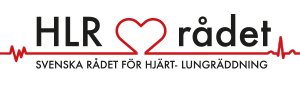 HLR rådet
SVENSKA RÅDET FÖR HJÄRT- LUNGRÄDDNING